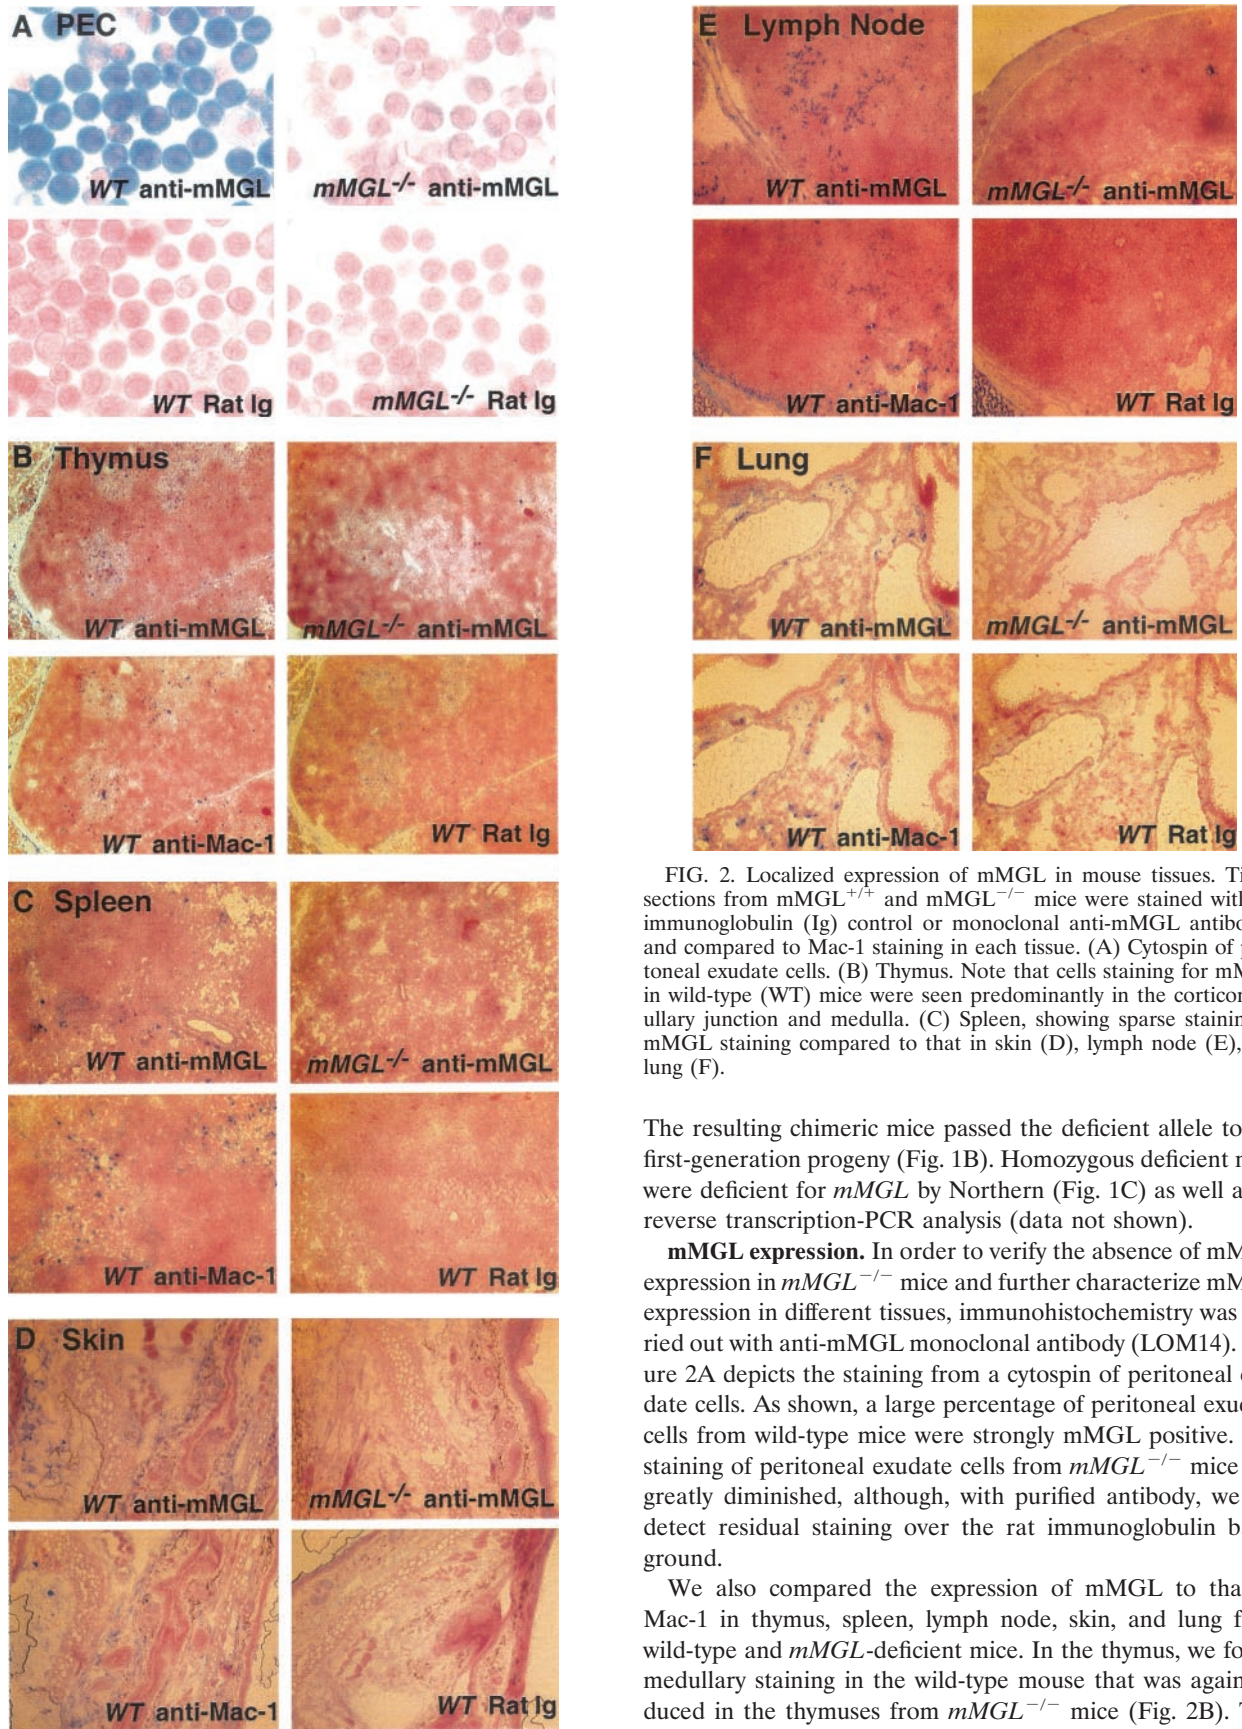 A PEC
WT anti-mMGL
mMGL-/- anti-mMGL
WT Rat Ig
mMGL-/- Rat Ig
B Thymus
WT anti-mMGL
mMGL-/- anti-mMGL
WT anti-Mac-1
WT Rat Ig
C Spleen
WT anti-mMGL
mMGL-/- anti-mMGL
WT anti-Mac-1
WT Rat Ig
D Skin
WT anti-mMGL
mMGL-/- anti-mMGL
WT anti-Mac-1
WT Rat Ig
E Lymph Node
WT anti-mMGL
mMGL-/- anti-mMGL
WT anti-Mac-1
WT Rat Ig
F Lung
WT anti-mMGL
mMGL-/- anti-mMGL
WT anti-Mac-1
WT Rat Ig
FIG. 2. Localized expression of mMGL in mouse tissues. Ti
sections from mMGL+/+ and mMGL−/− mice were stained with
immunoglobulin (Ig) control or monoclonal anti-mMGL antibo
and compared to Mac-1 staining in each tissue. (A) Cytospin of p
toneal exudate cells. (B) Thymus. Note that cells staining for mM
in wild-type (WT) mice were seen predominantly in the corticon
ullary junction and medulla. (C) Spleen, showing sparse stainin
mMGL staining compared to that in skin (D), lymph node (E),
lung (F).
The resulting chimeric mice passed the deficient allele to
first-generation progeny (Fig. 1B). Homozygous deficient m
were deficient for mMGL by Northern (Fig. 1C) as well a
reverse transcription-PCR analysis (data not shown).
mMGL expression. In order to verify the absence of mM
expression in mMGL−/− mice and further characterize mM
expression in different tissues, immunohistochemistry was
ried out with anti-mMGL monoclonal antibody (LOM14).
ure 2A depicts the staining from a cytospin of peritoneal e
date cells. As shown, a large percentage of peritoneal exud
cells from wild-type mice were strongly mMGL positive.
staining of peritoneal exudate cells from mMGL−/− mice
greatly diminished, although, with purified antibody, we
detect residual staining over the rat immunoglobulin b
ground.
We also compared the expression of mMGL to tha
Mac-1 in thymus, spleen, lymph node, skin, and lung f
wild-type and mMGL-deficient mice. In the thymus, we fo
medullary staining in the wild-type mouse that was again
duced in the thymuses from mMGL−/− mice (Fig. 2B). T